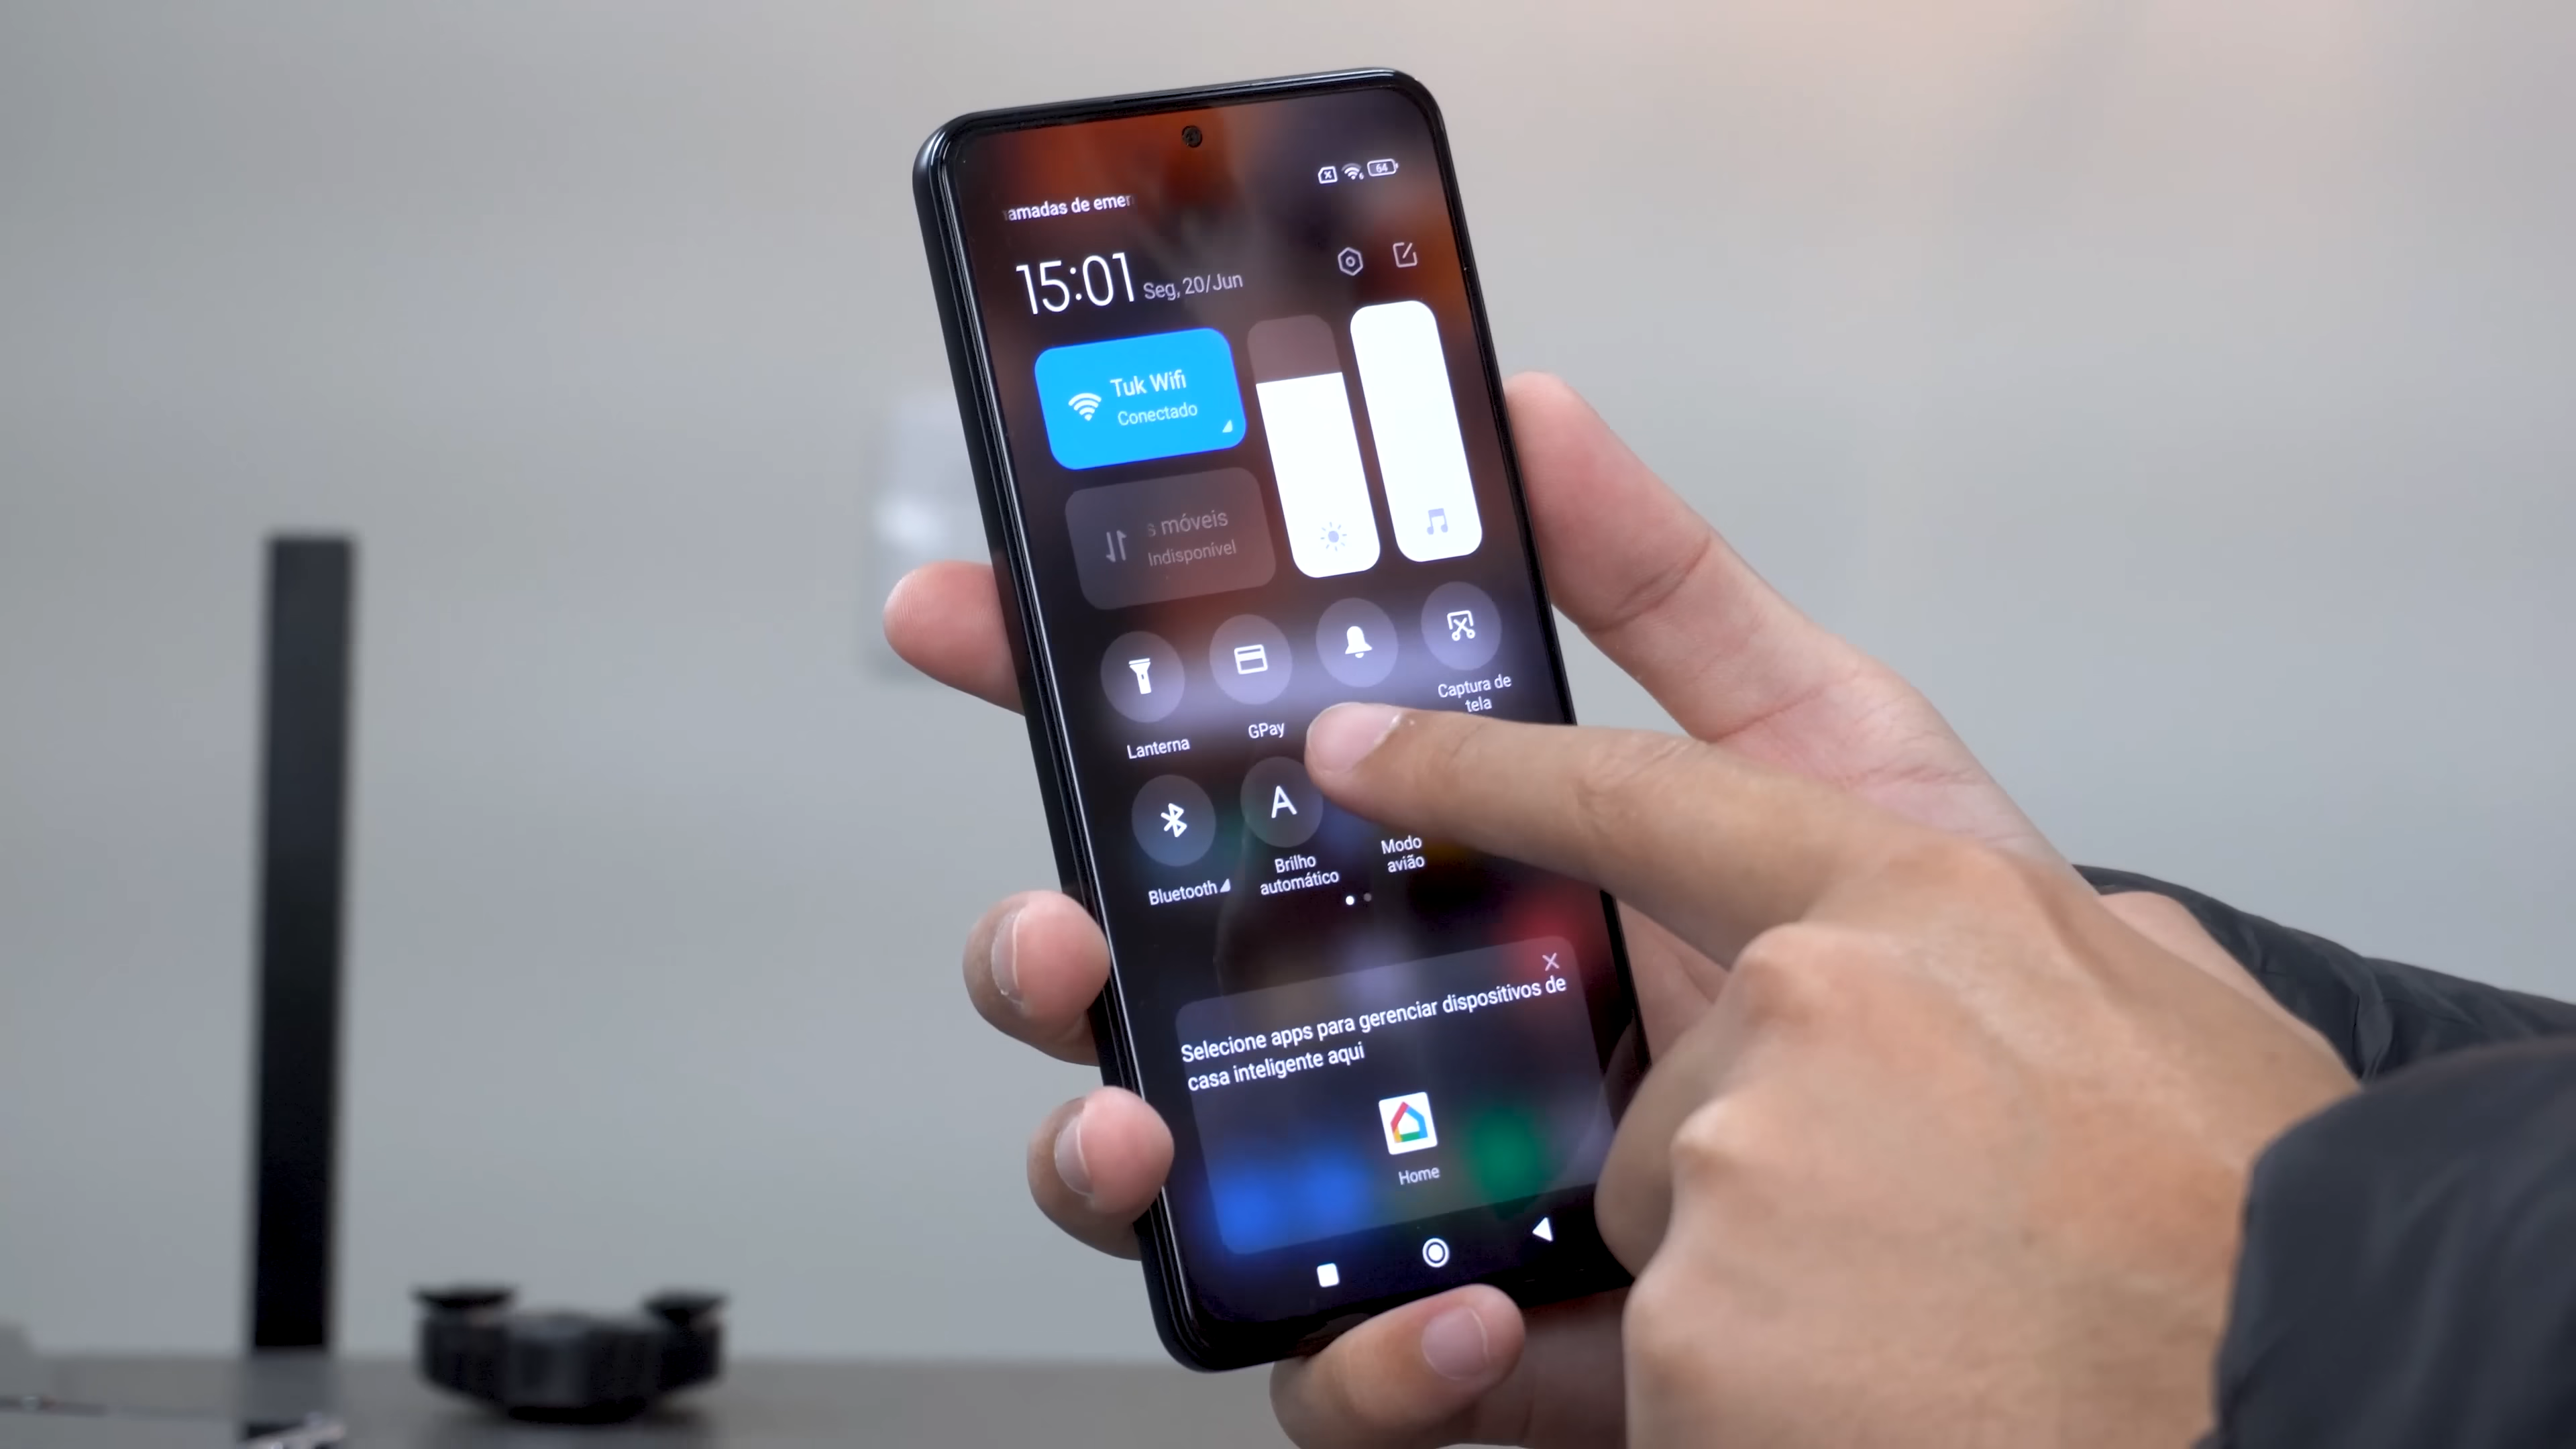 amadas de emer
64
15:01 Seg, 20/Jun
Tuk Wifi
Conectado
s móveis
Indisponível
Lanterna
GPay
Captura de
tela
Bluetooth
A
Brilho
automático
Modo
avião
Selecione apps para gerenciar dispositivos de
casa inteligente aqui
Home